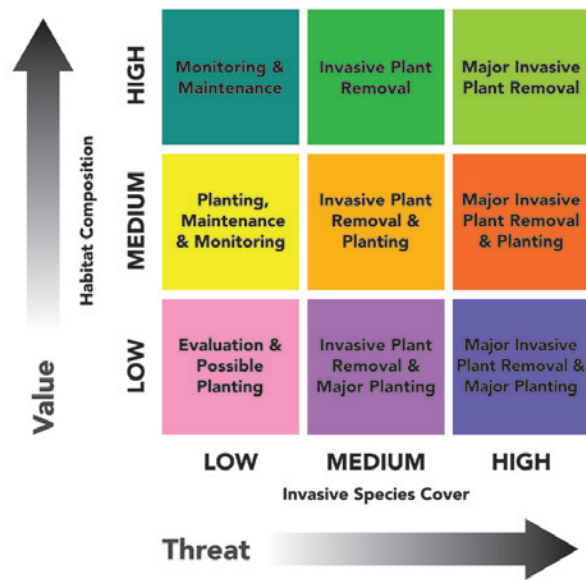 HIGH
Monitoring &
Maintenance
Invasive Plant
Removal
Major Invasive
Plant Removal
MEDIUM
Planting,
Maintenance
& Monitoring
Invasive Plant
Removal &
Planting
Major Invasive
Plant Removal
& Planting
LOW
Evaluation &
Possible
Planting
Invasive Plant
Removal &
Major Planting
Major Invasive
Plant Removal &
Major Planting
Habitat Composition
Value
LOW
MEDIUM
HIGH
Invasive Species Cover
Threat